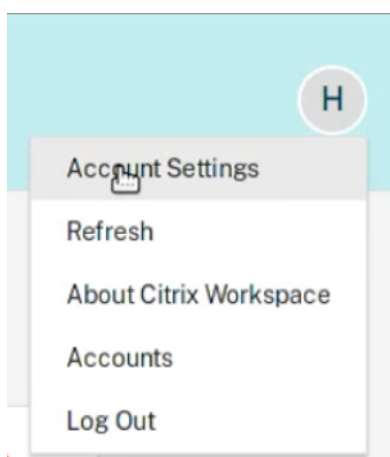 H
Account Settings
Refresh
About Citrix Workspace
Accounts
Log Out